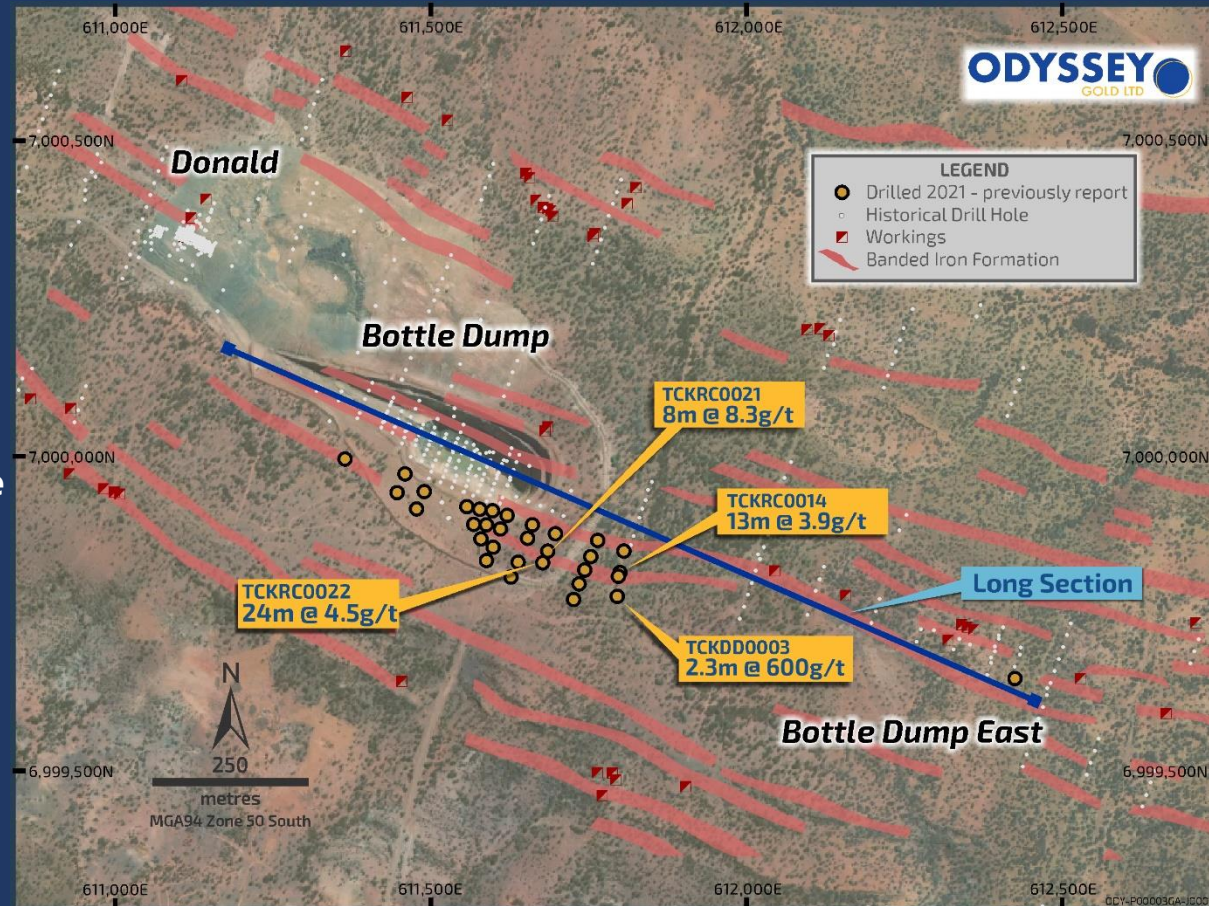 611,000E
611,500E
612,000E
612,500E
ODYSSEY
GOLD LTD
7,000,500N
7,000,500N
Donald
LEGEND
Drilled 2021 - previously report
Historical Drill Hole
Workings
Banded Iron Formation
Bottle Dump
TCKRC0021
8m @ 8.3g/t
7,000,000N
7,000,000N
e
TCKRC0014
13m @ 3.9g/t
TCKRC0022
24m @ 4.5g/t
Long Section
TCKDD0003
2.3m @ 600g/t
N
Bottle Dump East
250
metres
6,999,500N
6,999,500N
MGA94 Zone 50 South
611,000E
611,500E
612,000E
612,500E